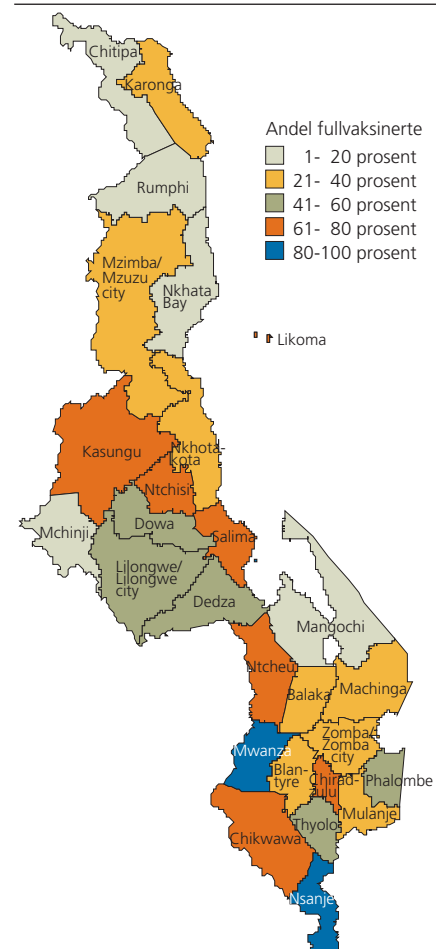 Chitipa
Karonga
Andel fullvaksinerte
1- 20 prosent
21- 40 prosent
41- 60 prosent
61- 80 prosent
80-100 prosent
Rumphi
Mzimba/
Mzuzu
city
Nkhata
Bay
Likoma
Kasungu
Nkhota-
kota
Ntchisi
Dowa
Mchinji
Salima
Lilongwe/
Lilongwe
city
Dedza
Mangochi
Ntcheu
Balaka
Machinga
Zomba/
Zomba
city
Mwanza
Blan-
tyre
Chirad-
zulu
Phalombe
Mulanje
Thyolo
Chikwawa
Nsanje